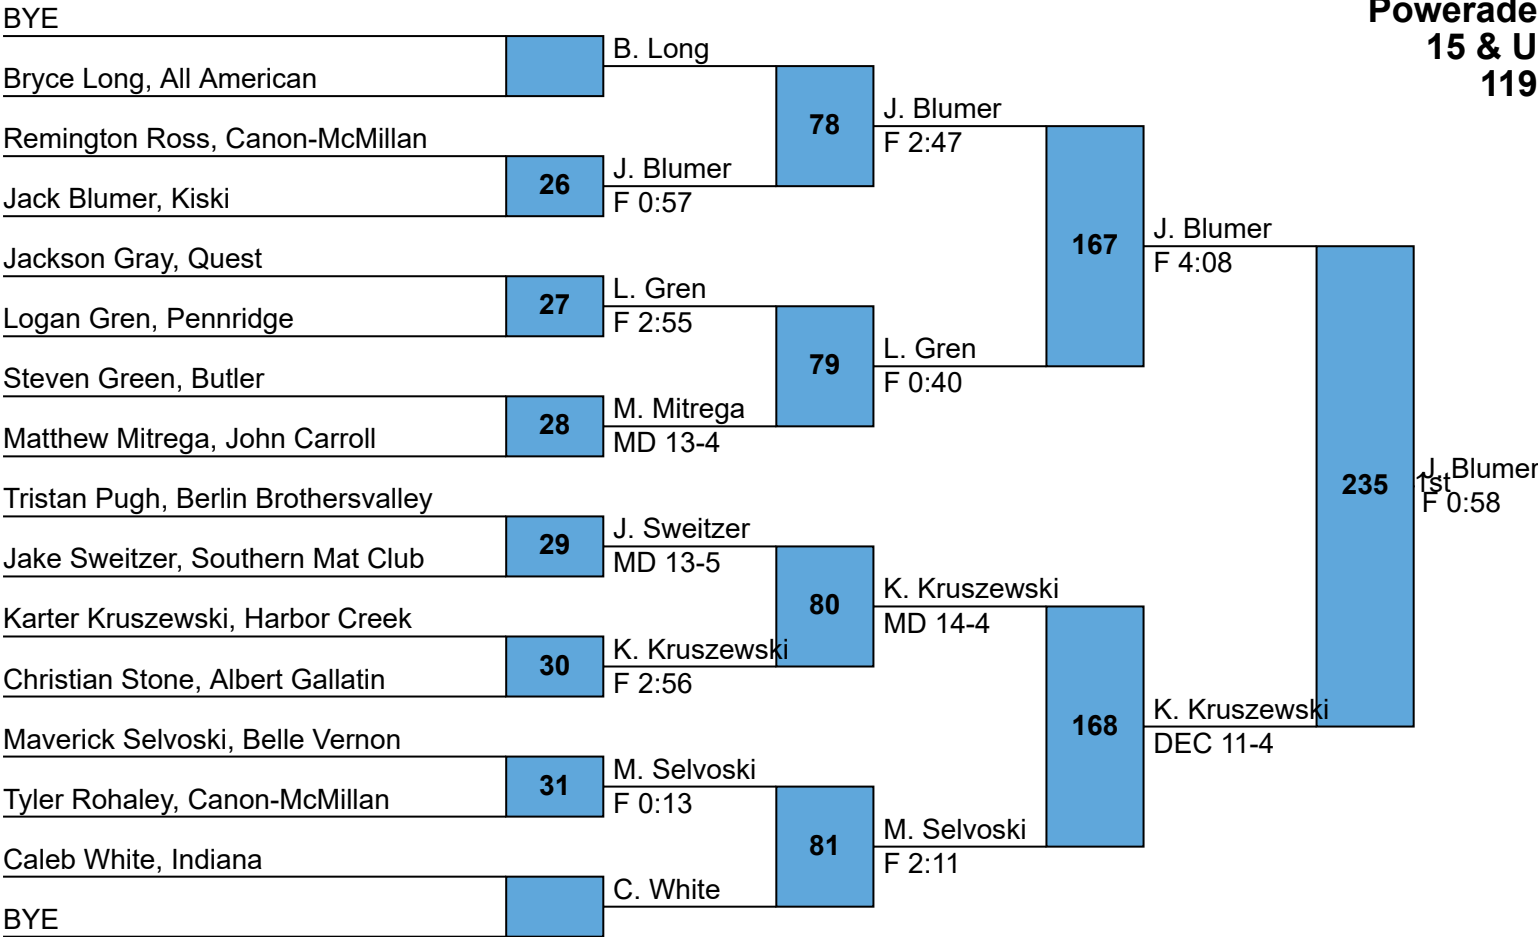 Powerade
15 & U
119
BYE
Bryce Long, All American
Remington Ross, Canon-McMillan
Jack Blumer, Kiski
Jackson Gray, Quest
Logan Gren, Pennridge
Steven Green, Butler
Matthew Mitrega, John Carroll
Tristan Pugh, Berlin Brothersvalley
Jake Sweitzer, Southern Mat Club
Karter Kruszewski, Harbor Creek
Christian Stone, Albert Gallatin
Maverick Selvoski, Belle Vernon
Tyler Rohaley, Canon-McMillan
Caleb White, Indiana
BYE
26
27
28
29
30
31
B. Long
J. Blumer
F 0:57
L. Gren
F 2:55
M. Mitrega
MD 13-4
J. Sweitzer
MD 13-5
K. Kruszewski
F 2:56
M. Selvoski
F 0:13
C. White
78
79
80
81
J. Blumer
F 2:47
L. Gren
F 0:40
K. Kruszewski
MD 14-4
M. Selvoski
F 2:11
167
168
J. Blumer
F 4:08
K. Kruszewski
DEC 11-4
235
J. Blumer
1st
F 0:58